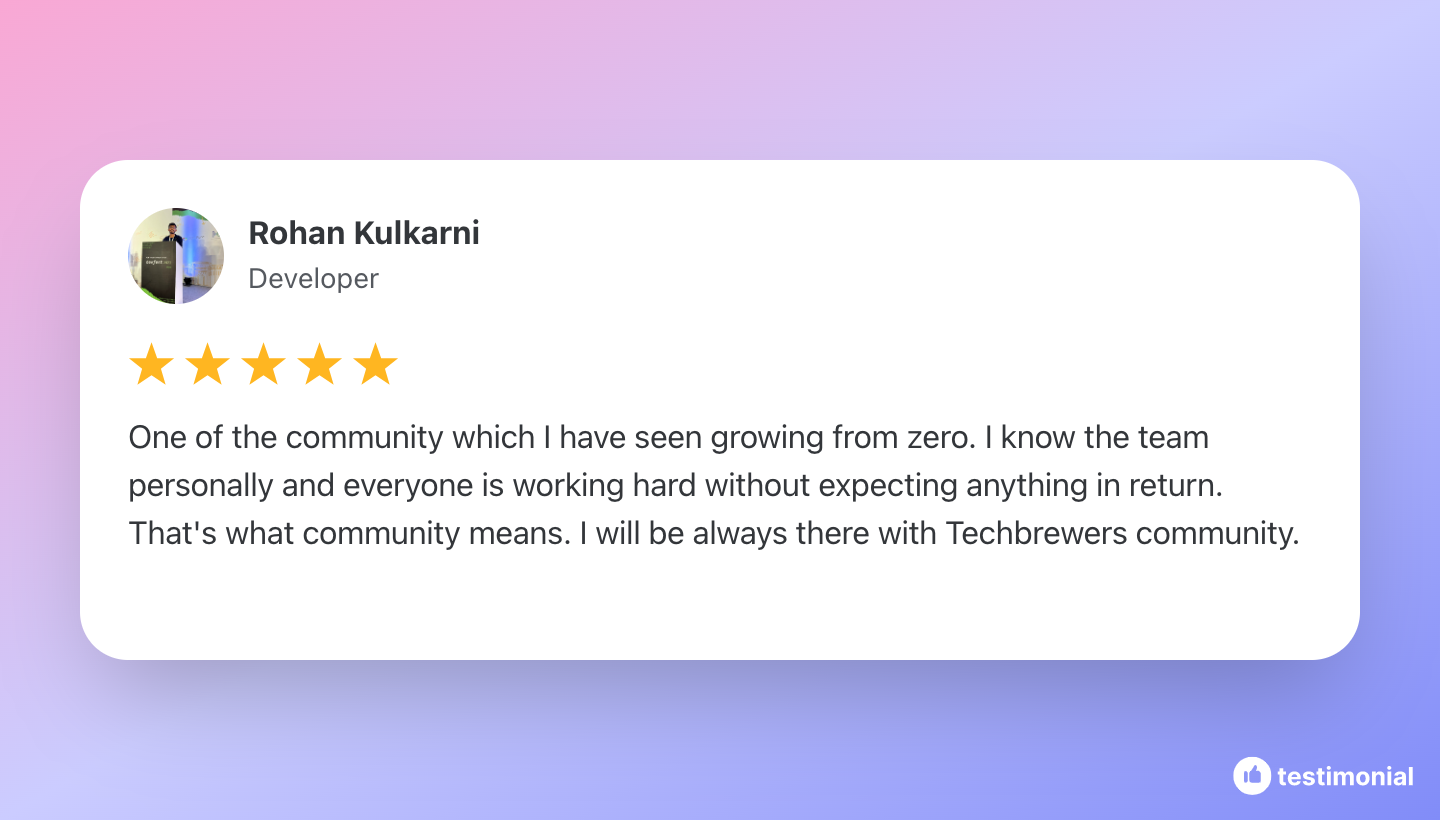 Rohan Kulkarni
Developer
One of the community which I have seen growing from zero. I know the team
personally and everyone is working hard without expecting anything in return.
That's what community means. I will be always there with Techbrewers community.
testimonial